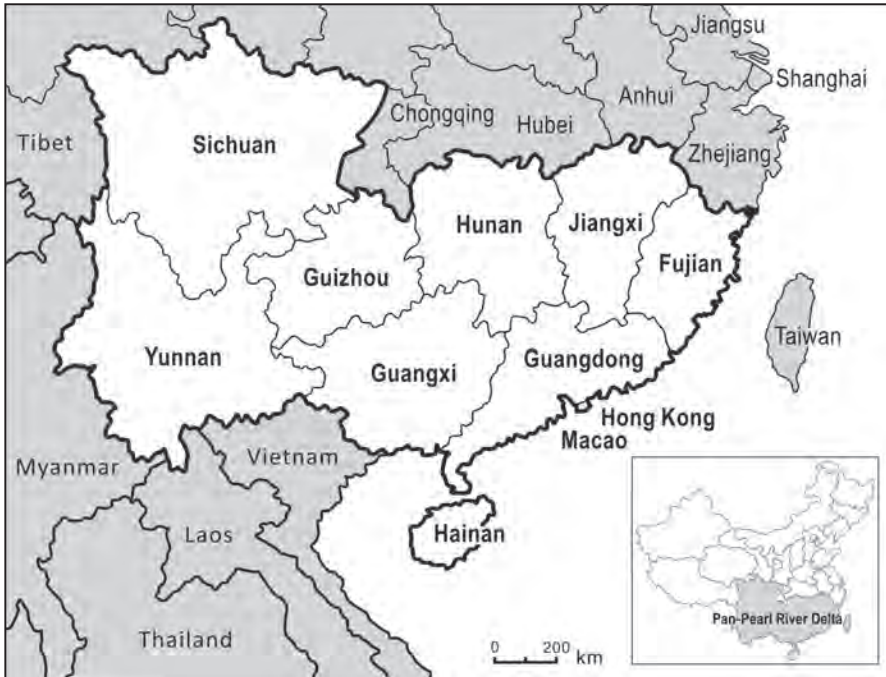 Jiangsu
Shanghai
Anhui
Chongqing
Hubei
Tibet
Sichuan
Zhejiang
Hunan
Jiangxi
Fujian
Guizhou
Taiwan
Yunnan
Guangxi
Guangdong
Hong Kong
Macao
Vietnam
Myanmar
Laos
Hainan
Pan-Pearl River Delta
Thailand
0 200
km